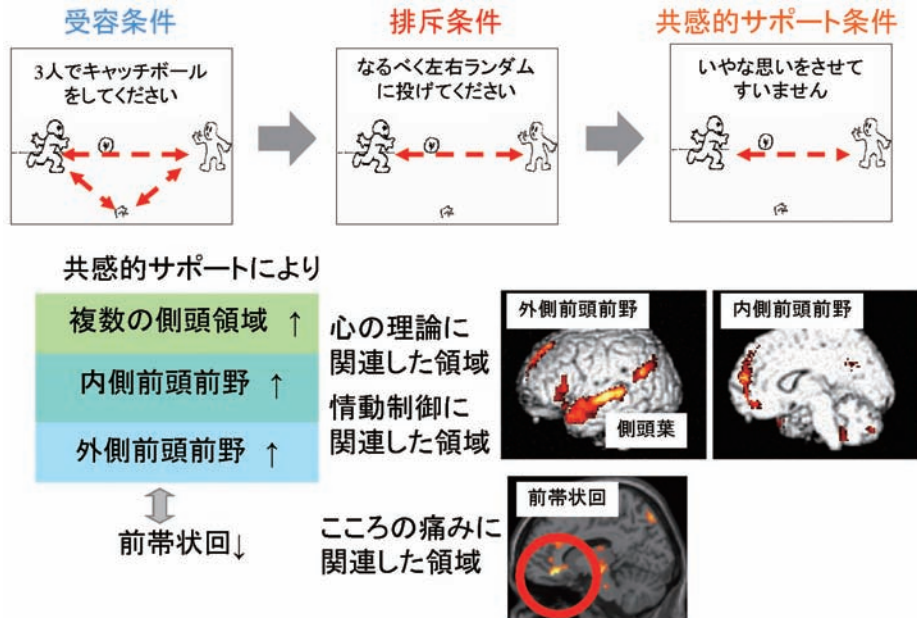 受容条件
排斥条件
共感的サポート条件
3人でキャッチボール
をしてください
なるべく左右ランダム
に投げてください
いやな思いをさせて
すいません
共感的サポートにより
複数の側頭領域 ↑
内側前頭前野 ↑
外側前頭前野 ↑
前帯状回↓
心の理論に
関連した領域
情動制御に
関連した領域
こころの痛みに
関連した領域
外側前頭前野
側頭葉
内側前頭前野
前帯状回